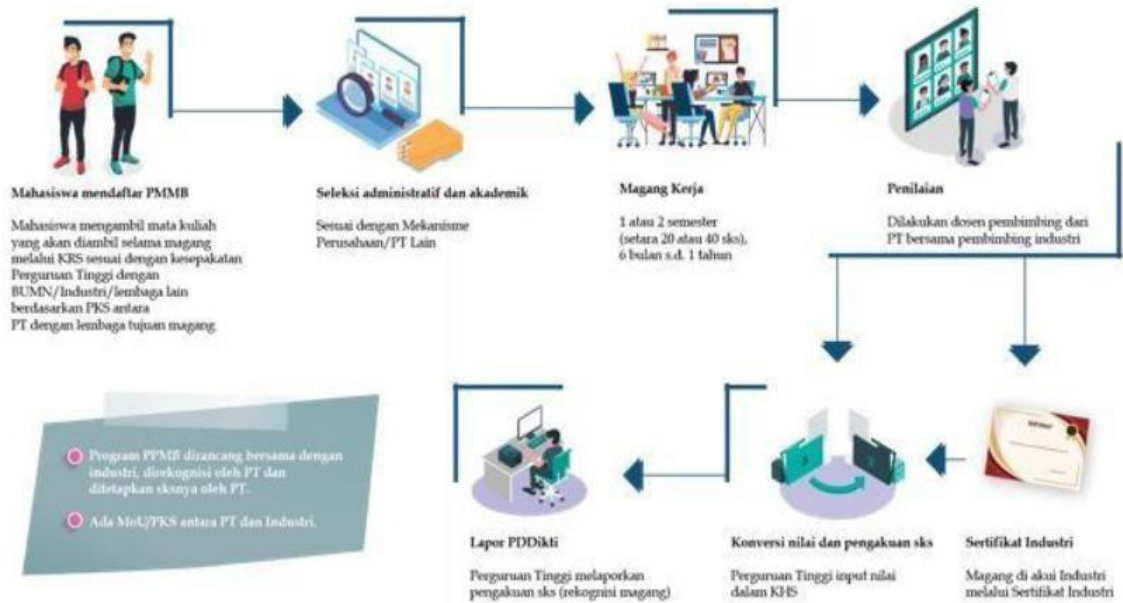 Mahasiswa mendaftar PMMB
Mahasiswa mengambil mata kuliah
yang akan diambil selama magang
melalui KRS sesuai dengan kesepakatan
Perguruan Tinggi dengan
BUMN/Industri/lembaga lain
berdasarkan PKS antara
PT dengan lembaga tujuan magang
Seleksi administratif dan akademik
Sesuai dengan Mekanisme
Perusahaan/PT Lain
Magang Kerja
1 atau 2 semester
(setara 20 atau 40 sks),
6 bulan s.d. 1 tahun
Penilaian
Dilakukan dosen pembimbing dari
PT bersama pembimbing industri
Program PPMB dirancang bersama dengan
industri, direkognisi oleh PT dan
ditetapkan sksnya oleh PT.
Ada MoU/PKS antara PT dan Industri.
Lapor PDDikti
Perguruan Tinggi melaporkan
pengakuan sks (rekognisi magang)
Konversi nilai dan pengakuan sks
Perguruan Tinggi input nilai
dalam KHS
Sertifikat Industri
Magang di akui Industri
melalui Sertifikat Industri